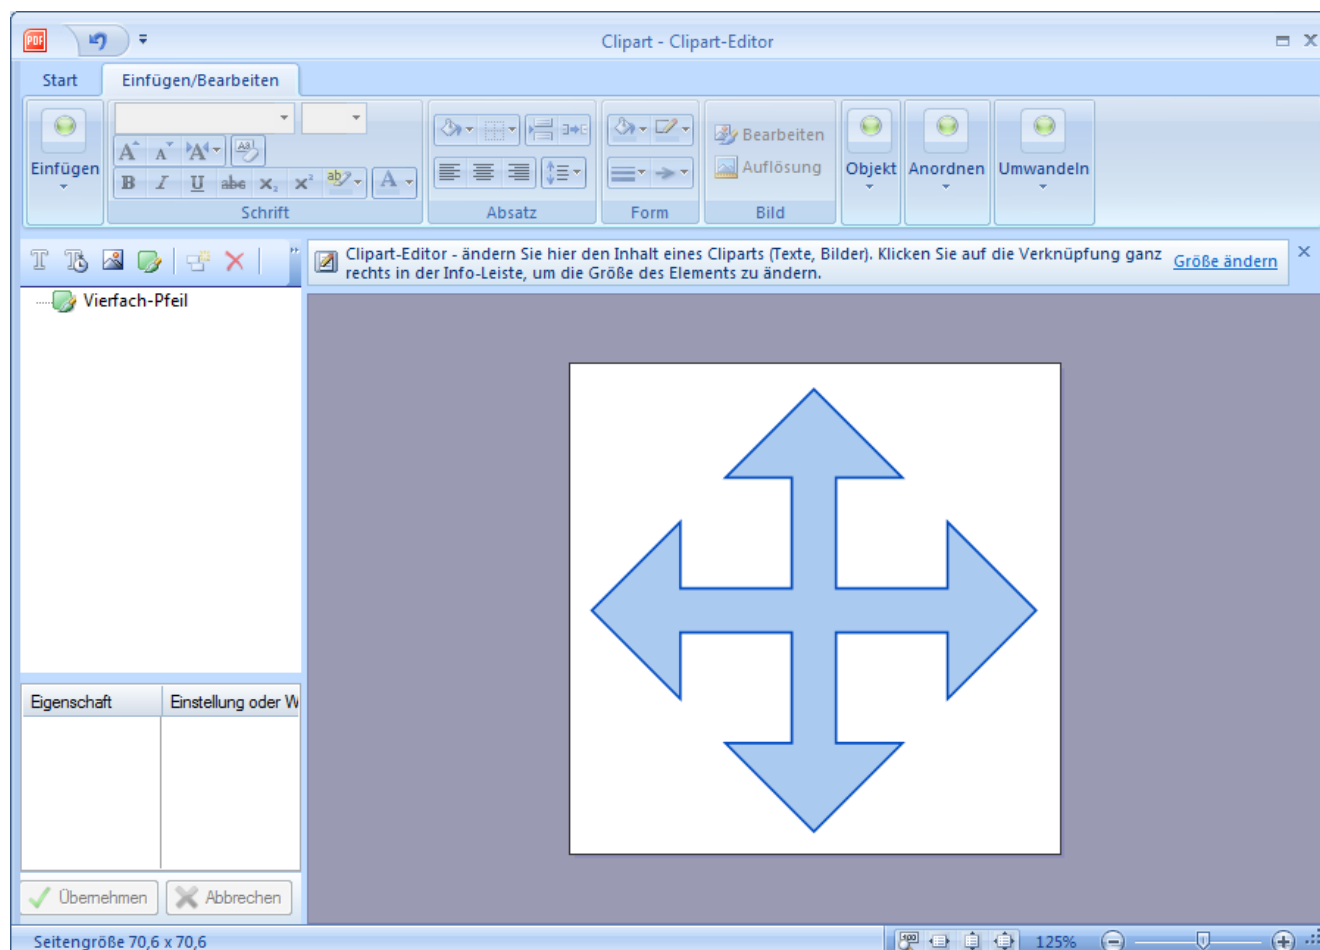 Clipart - Clipart-Editor
Start
Einfügen/Bearbeiten
Einfügen
Schrift
Absatz
Form
Bearbeiten
Auflösung
Bild
Objekt
Anordnen
Umwandeln
Clipart-Editor - ändern Sie hier den Inhalt eines Cliparts (Texte, Bilder). Klicken Sie auf die Verknüpfung ganz
rechts in der Info-Leiste, um die Größe des Elements zu ändern.
Größe ändern
Vierfach-Pfeil
Eigenschaft
Einstellung oder W
Übernehmen
Abbrechen
Seitengröße 70,6 x 70,6
125%